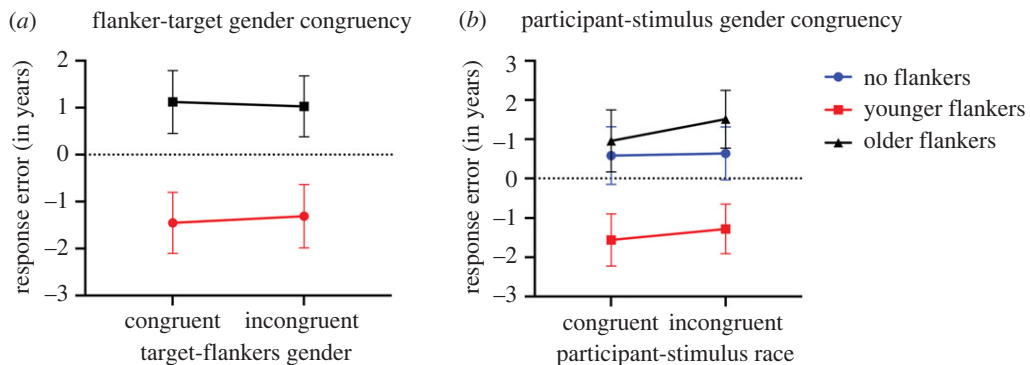 (a) flanker-target gender congruency
response error (in years)
2
1
0
–1
–2
–3
congruent incongruent
target-flankers gender
(b) participant-stimulus gender congruency
response error (in years)
3
2
–1
0
–1
–2
–3
congruent incongruent
participant-stimulus race
no flankers
younger flankers
older flankers